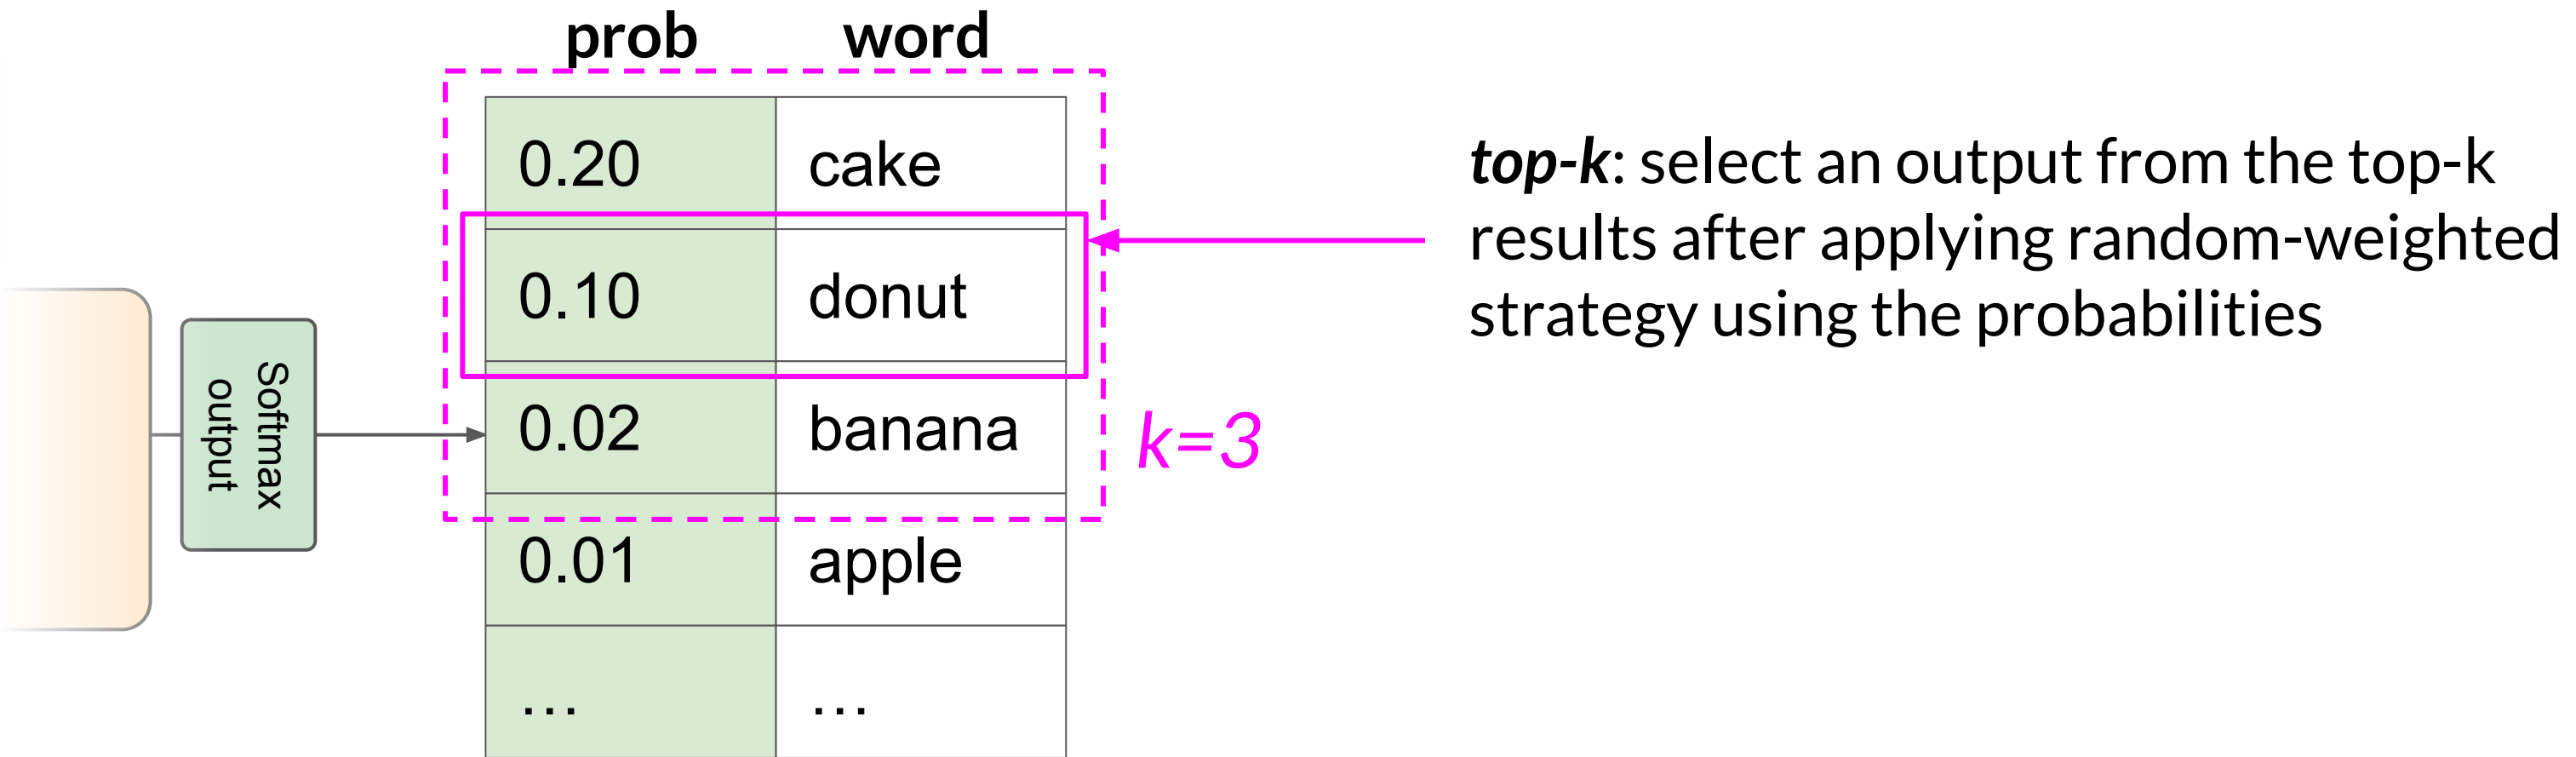 prob word
0.20 cake
0.10 donut
0.02 banana
0.01 apple
… …
Softmax
output
k=3
top-k: select an output from the top-k
results after applying random-weighted
strategy using the probabilities